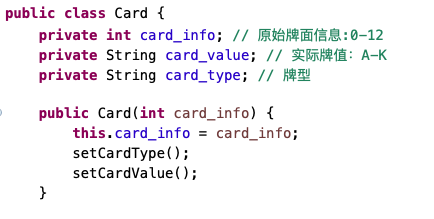 public class Card {
private int card_info; // 原始牌面信息:0-12
private String card_value; // 实际牌值：A-K
private String card_type; // 牌型
public Card(int card_info) {
this.card_info = card_info;
setCardType();
setCardValue();
}